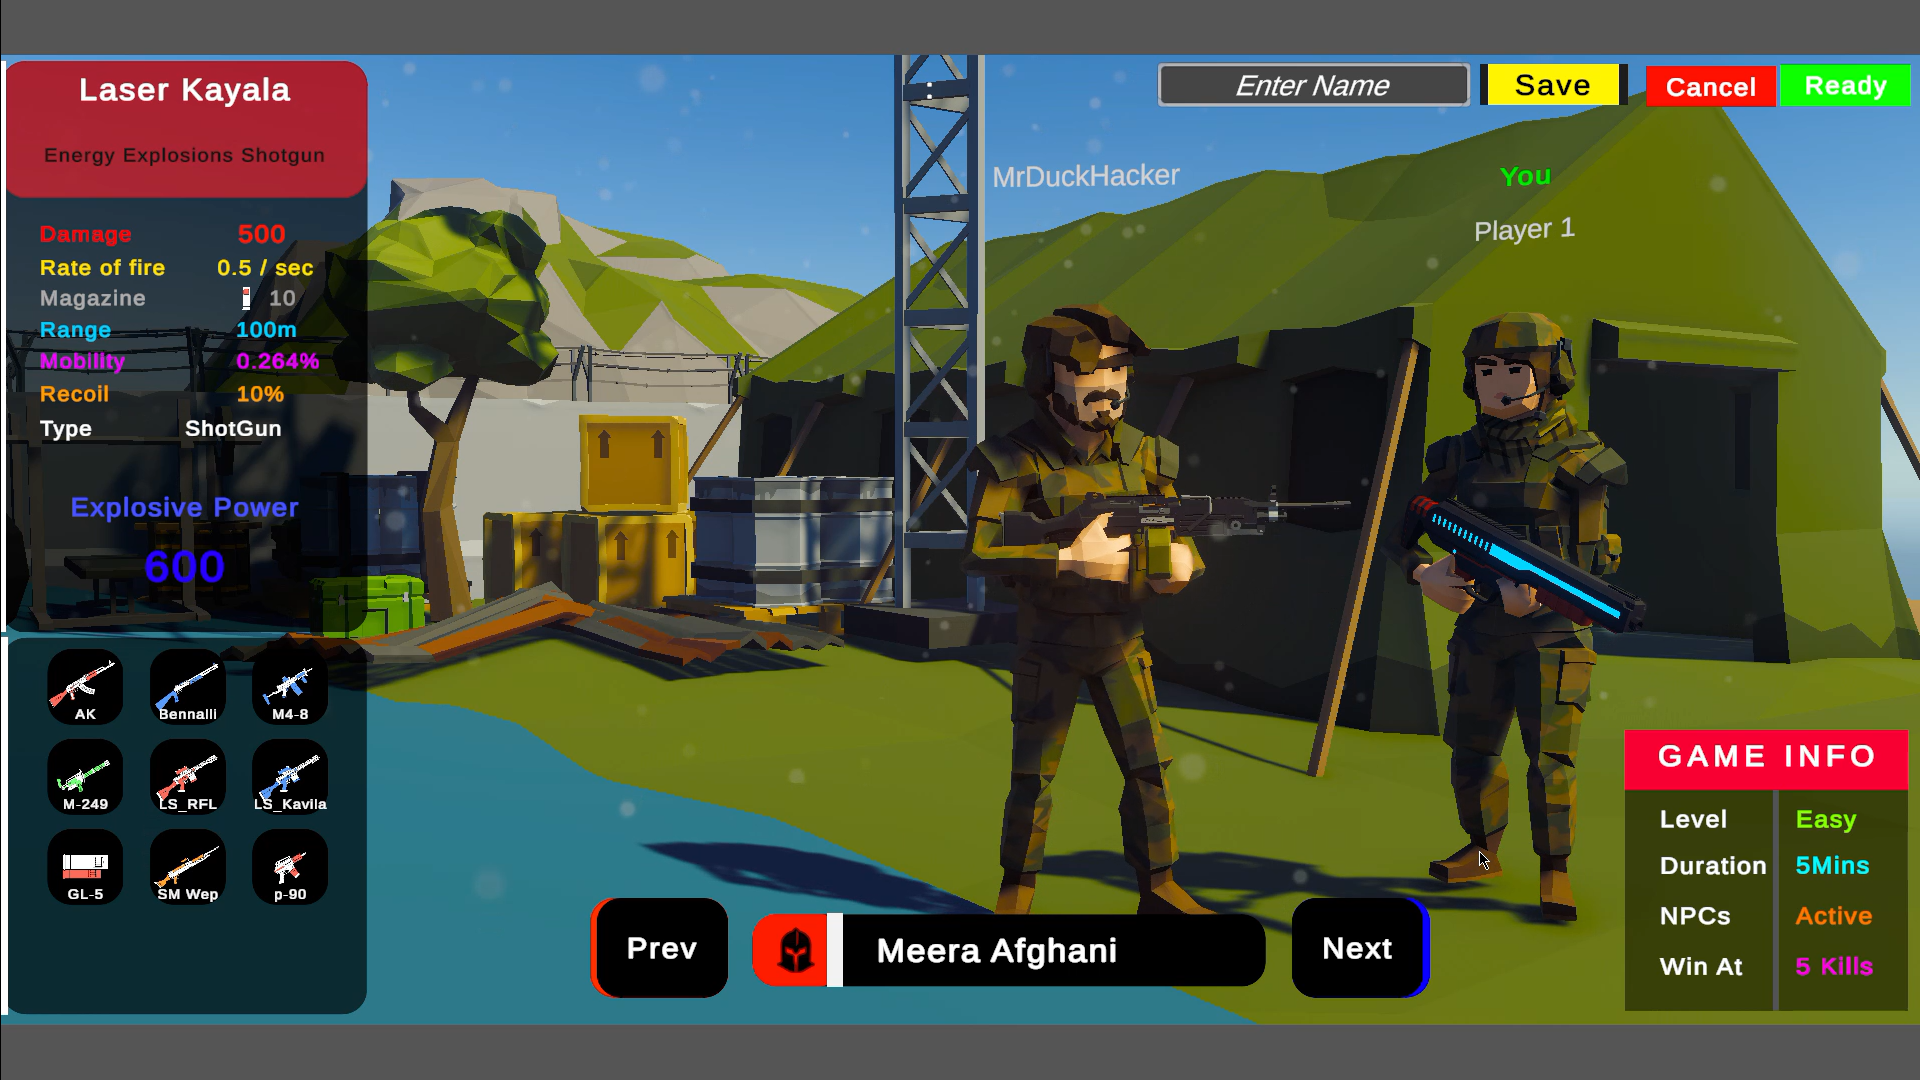 Laser Kayala
Energy Explosions Shotgun
Damage 500
Rate of fire 0.5 / sec
Magazine 10
Range 100m
Mobility 0.264%
Recoil 10%
Type ShotGun
Explosive Power
600
AK Bennalli M4-8
M-249 LS_RFL LS_Kavila
GL-5 SM Wep p-90
:
Enter Name Save Cancel Ready
MrDuckHacker
You
Player 1
Prev Meera Afghani Next
GAME INFO
Level Easy
Duration 5Mins
NPCs Active
Win At 5 Kills